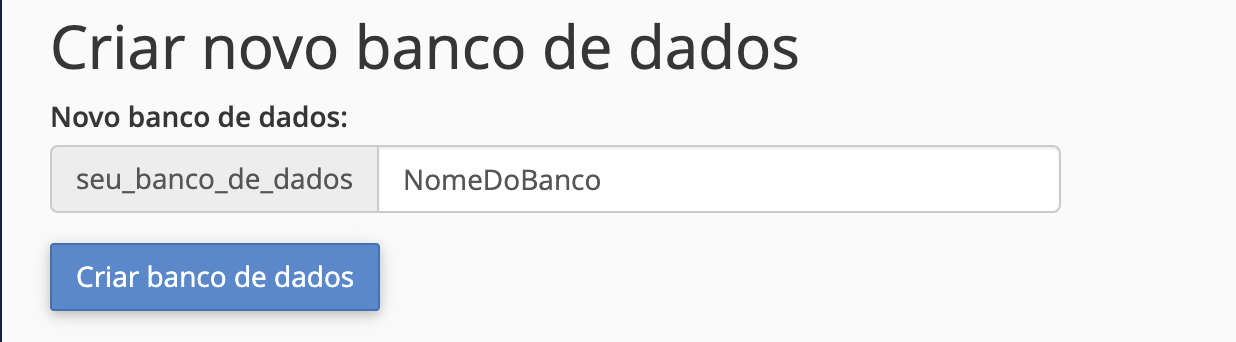 Criar novo banco de dados
Novo banco de dados:
seu_banco_de_dados NomeDoBanco
Criar banco de dados